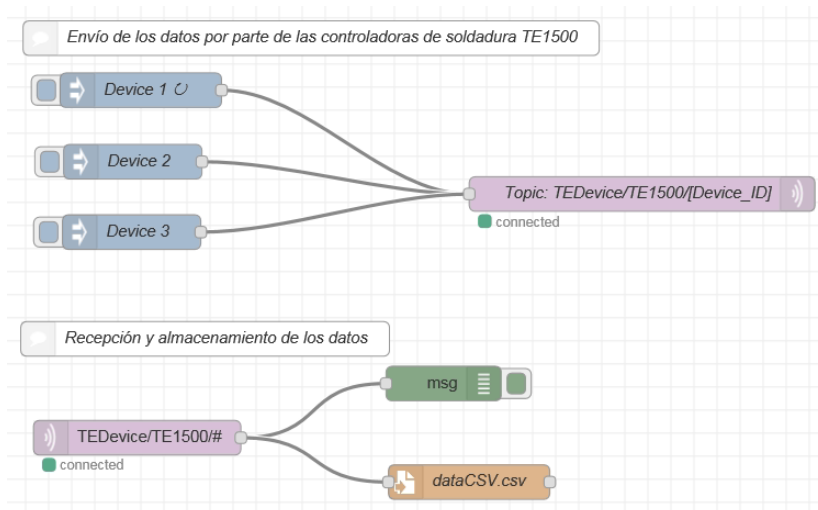 Envío de los datos por parte de las controladoras de soldadura TE1500
Device 1 ↻
Device 2
Topic: TEDevice/TE1500/[Device_ID]
connected
Device 3
Recepción y almacenamiento de los datos
msg
TEDevice/TE1500/#
connected
dataCSV.csv